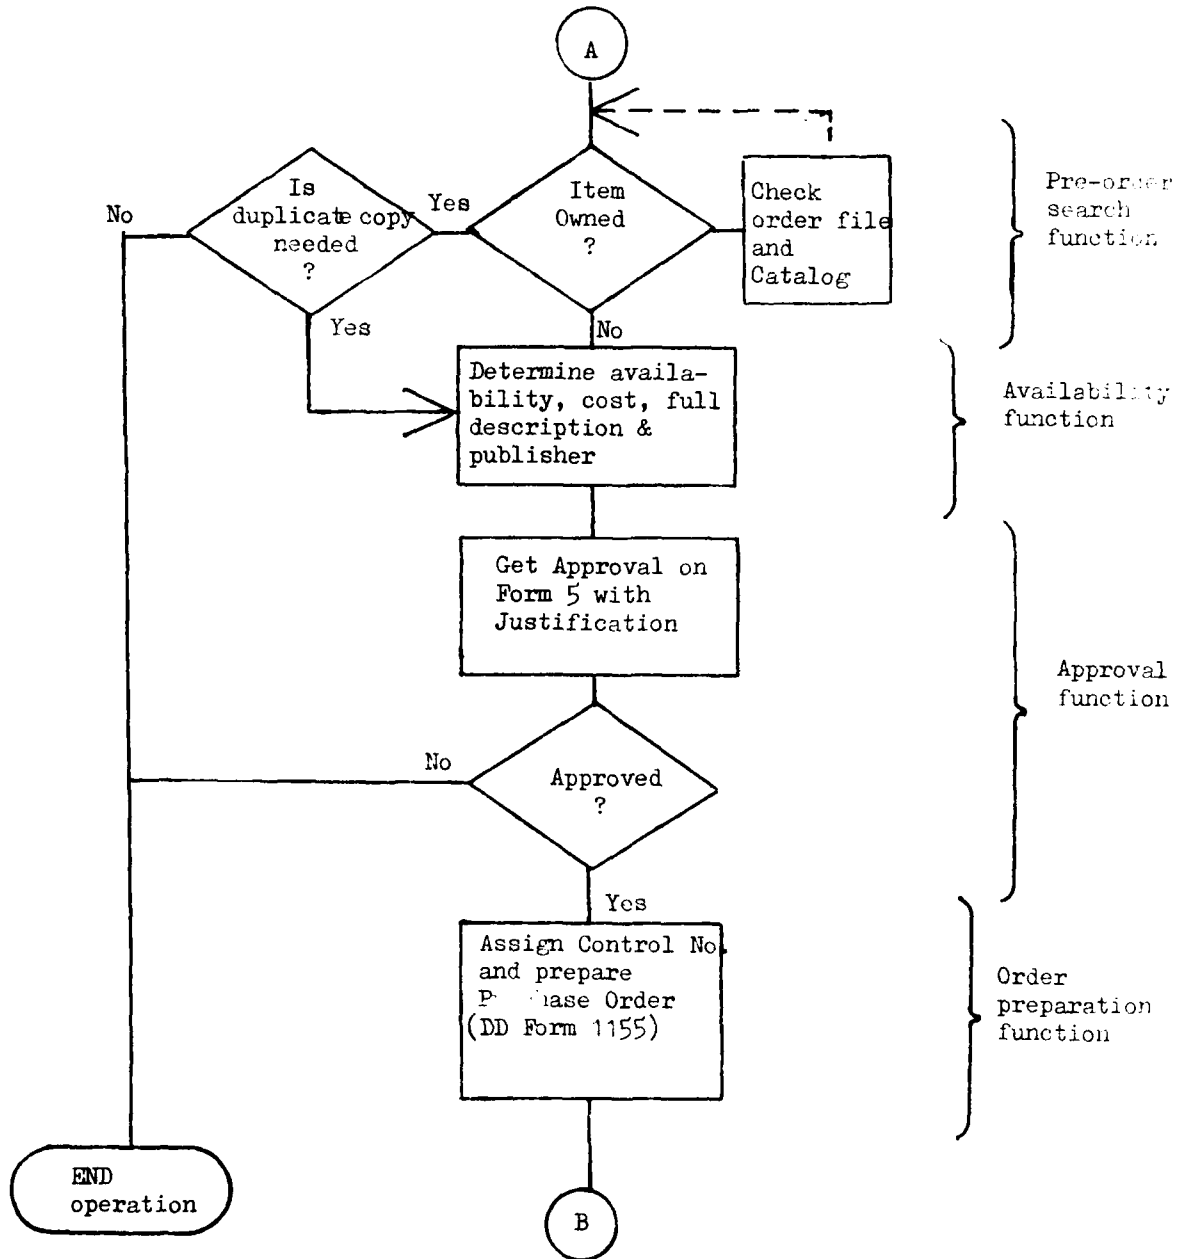 A
Is
duplicate copy
needed
?
No
Yes
Yes
Item
Owned
?
No
Check
order file
and
Catalog
Pre-order
search
function
Determine availa-
bility, cost, full
description &
publisher
Availability
function
Get Approval on
Form 5 with
Justification
Approval
function
Approved
?
No
Yes
Assign Control No.
and prepare
Order
(DD Form 1155)
Order
preparation
function
END
operation
B